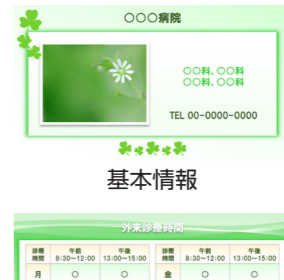 ○○○病院
○○科、○○科
○○科、○○科
TEL 00-0000-0000
基本情報
外来診療時間
診療時間 午前 8:30~12:00 午後 13:00~15:00 診療時間 午前 8:30~12:00 午後 13:00~15:00
月 ○ ○ 金 ○ ○